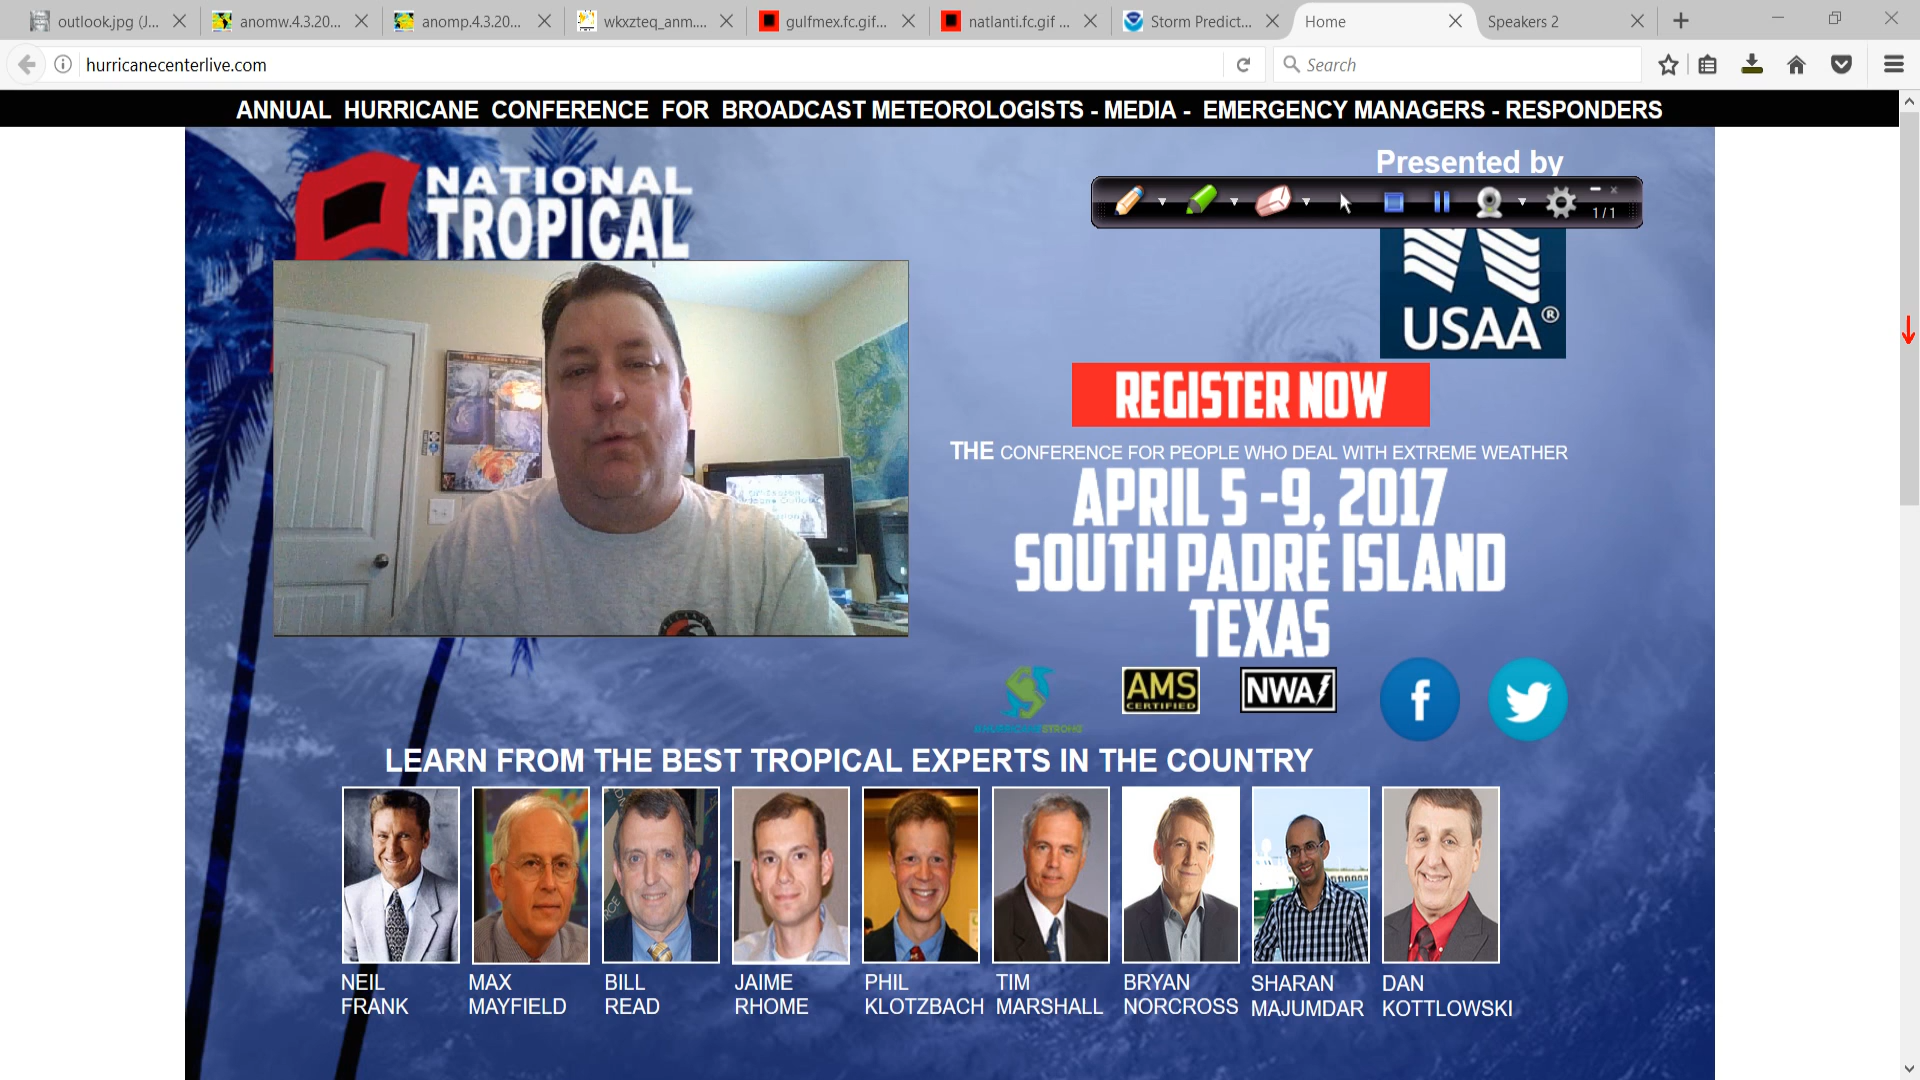 outlook.jpg (J...
anomw.4.3.20...
anomp.4.3.20...
wkxzteq_anm....
gulfmex.fc.gif...
natlanti.fc.gif ...
Storm Predict...
Home
Speakers 2
hurricanecenterlive.com
Search
ANNUAL HURRICANE CONFERENCE FOR BROADCAST METEOROLOGISTS - MEDIA - EMERGENCY MANAGERS - RESPONDERS
NATIONAL
TROPICAL
Presented by
1/1
USAA®
REGISTER NOW
THE CONFERENCE FOR PEOPLE WHO DEAL WITH EXTREME WEATHER
APRIL 5 -9, 2017
SOUTH PADRE ISLAND
TEXAS
AMS
CERTIFIED
NWA
#HURRICANESTRONG
LEARN FROM THE BEST TROPICAL EXPERTS IN THE COUNTRY
NEIL
FRANK
MAX
MAYFIELD
BILL
READ
JAIME
RHOME
PHIL
KLOTZBACH
TIM
MARSHALL
BRYAN
NORCROSS
SHARAN
MAJUMDAR
DAN
KOTTLOWSKI